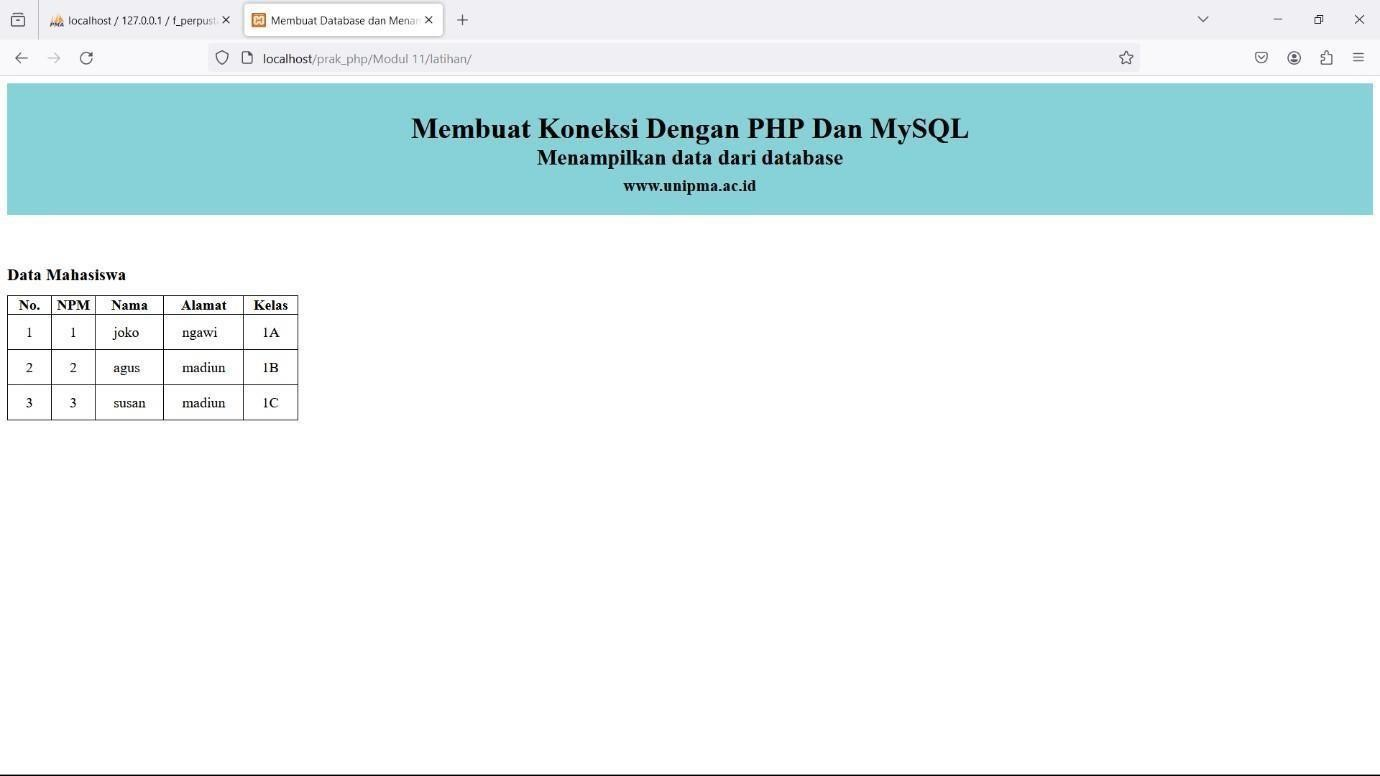 localhost / 127.0.0.1 / f_perpust
Membuat Database dan Menam
localhost/prak_php/Modul 11/latihan/
Membuat Koneksi Dengan PHP Dan MySQL
Menampilkan data dari database
www.unipma.ac.id
Data Mahasiswa
No. NPM Nama Alamat Kelas
1 1 joko ngawi 1A
2 2 agus madiun 1B
3 3 susan madiun 1C